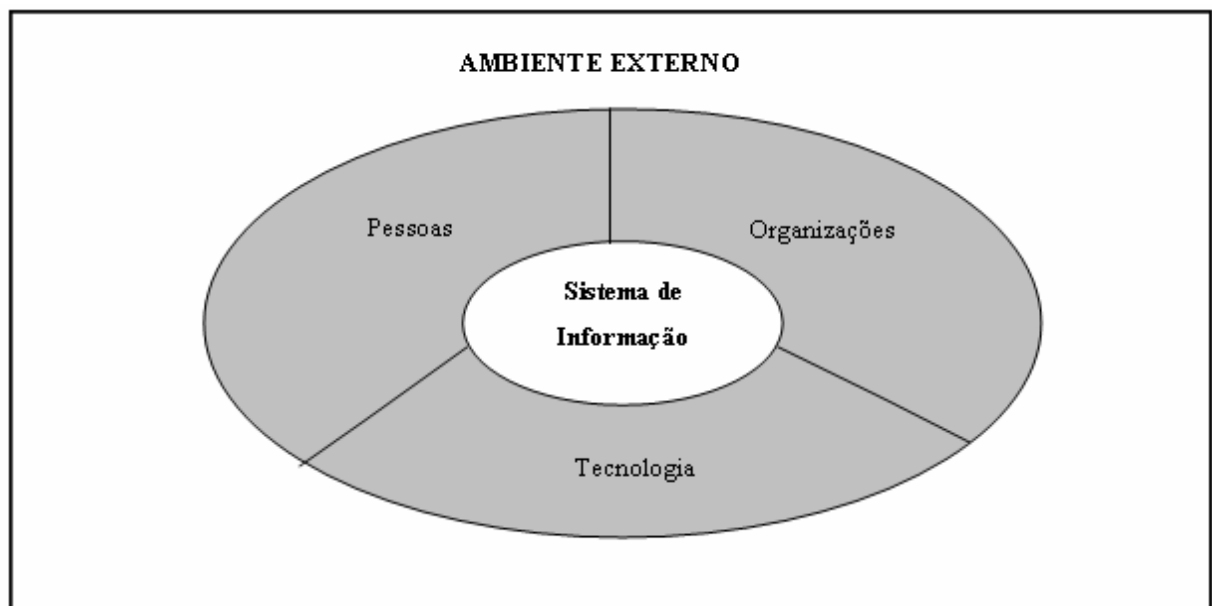 AMBIENTE EXTERNO
Pessoas
Organizações
Sistema de
Informação
Tecnologia